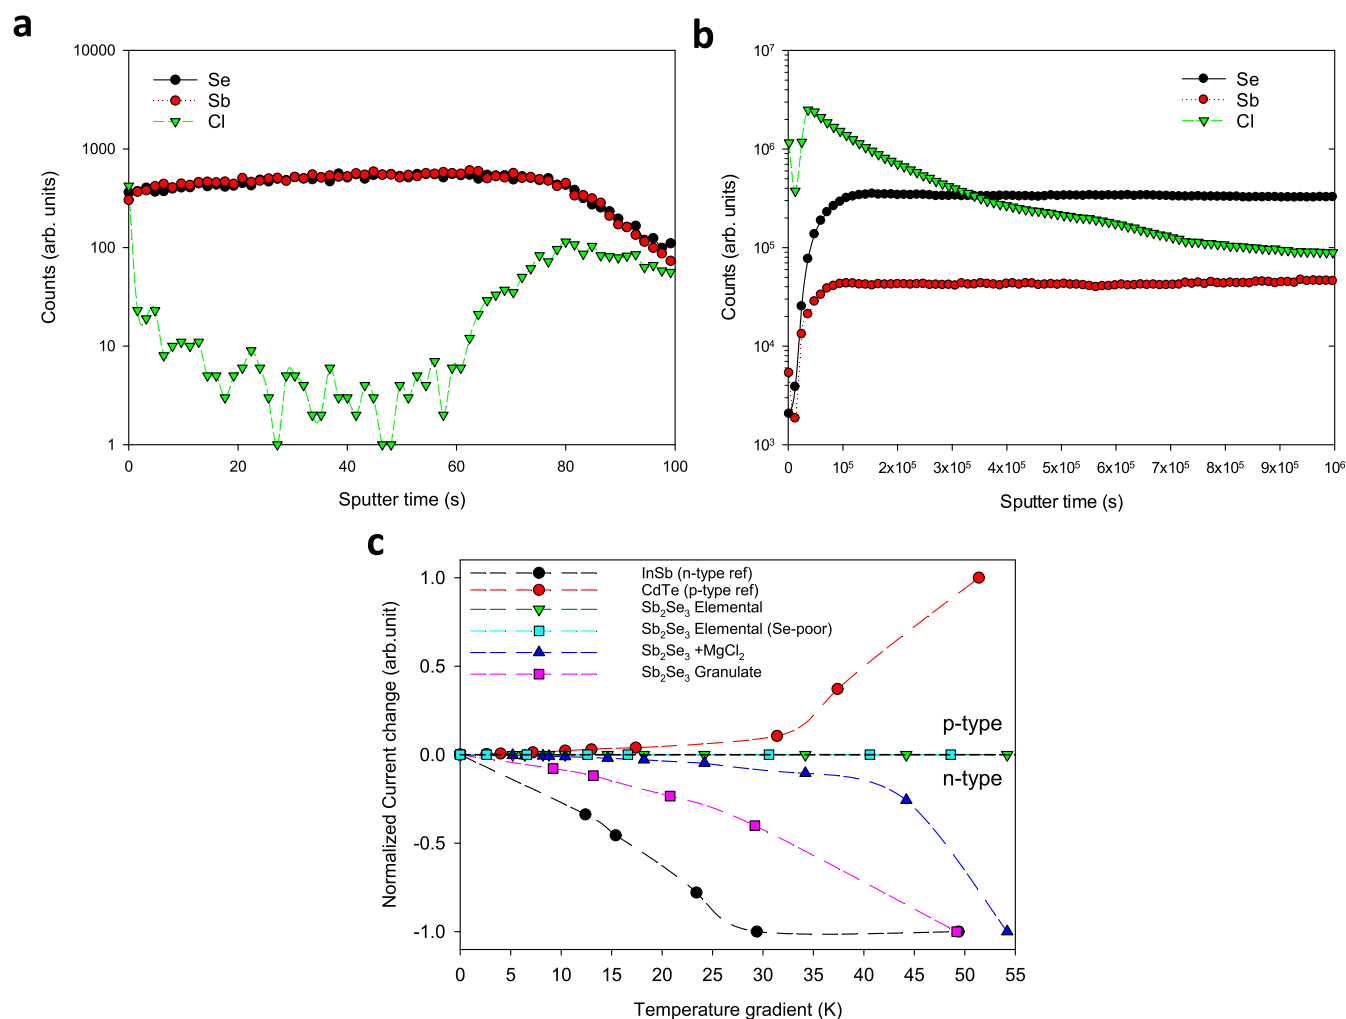 a
10000
1000
100
10
1
Counts (arb. units)
Se
Sb
Cl
0 20 40 60 80 100
Sputter time (s)
b
10⁷
10⁶
10⁵
10⁴
10³
Counts (arb. units)
Se
Sb
Cl
0 10⁵ 2x10⁵ 3x10⁵ 4x10⁵ 5x10⁵ 6x10⁵ 7x10⁵ 8x10⁵ 9x10⁵ 10⁶
Sputter time (s)
c
1.0
0.5
0.0
-0.5
-1.0
Normalized Current change (arb.unit)
InSb (n-type ref)
CdTe (p-type ref)
Sb₂Se₃ Elemental
Sb₂Se₃ Elemental (Se-poor)
Sb₂Se₃ +MgCl₂
Sb₂Se₃ Granulate
p-type
n-type
0 5 10 15 20 25 30 35 40 45 50 55
Temperature gradient (K)